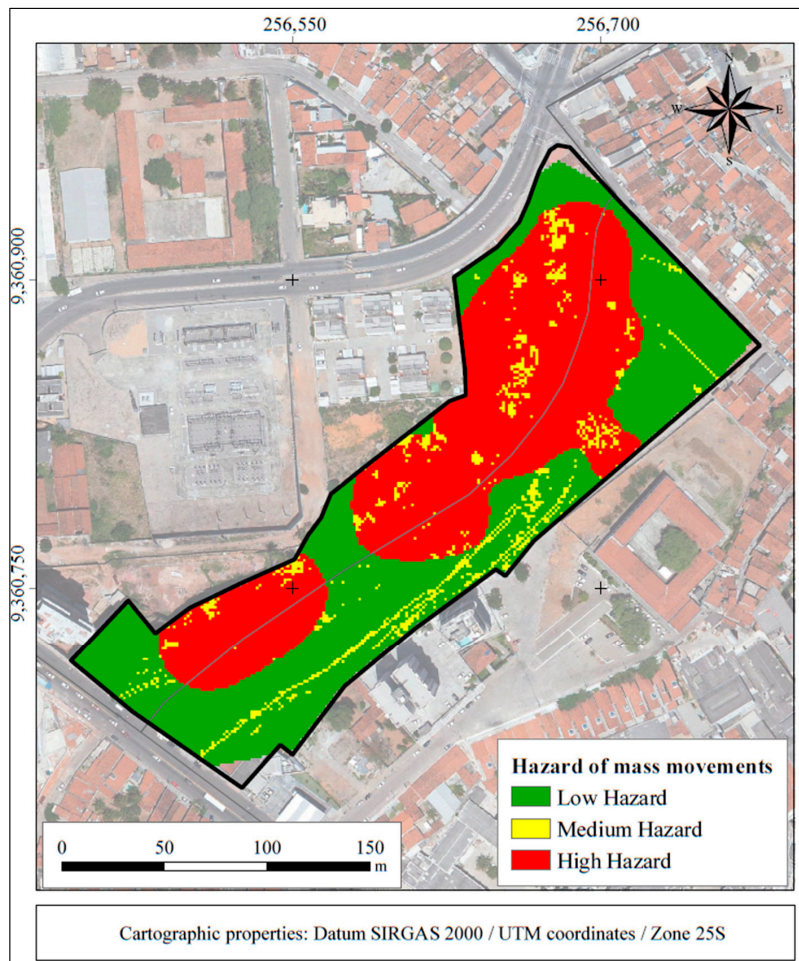 256,550
256,700
N
W
E
S
9,360,900
9,360,750
Hazard of mass movements
Low Hazard
Medium Hazard
High Hazard
0 50 100 150
m
Cartographic properties: Datum SIRGAS 2000 / UTM coordinates / Zone 25S